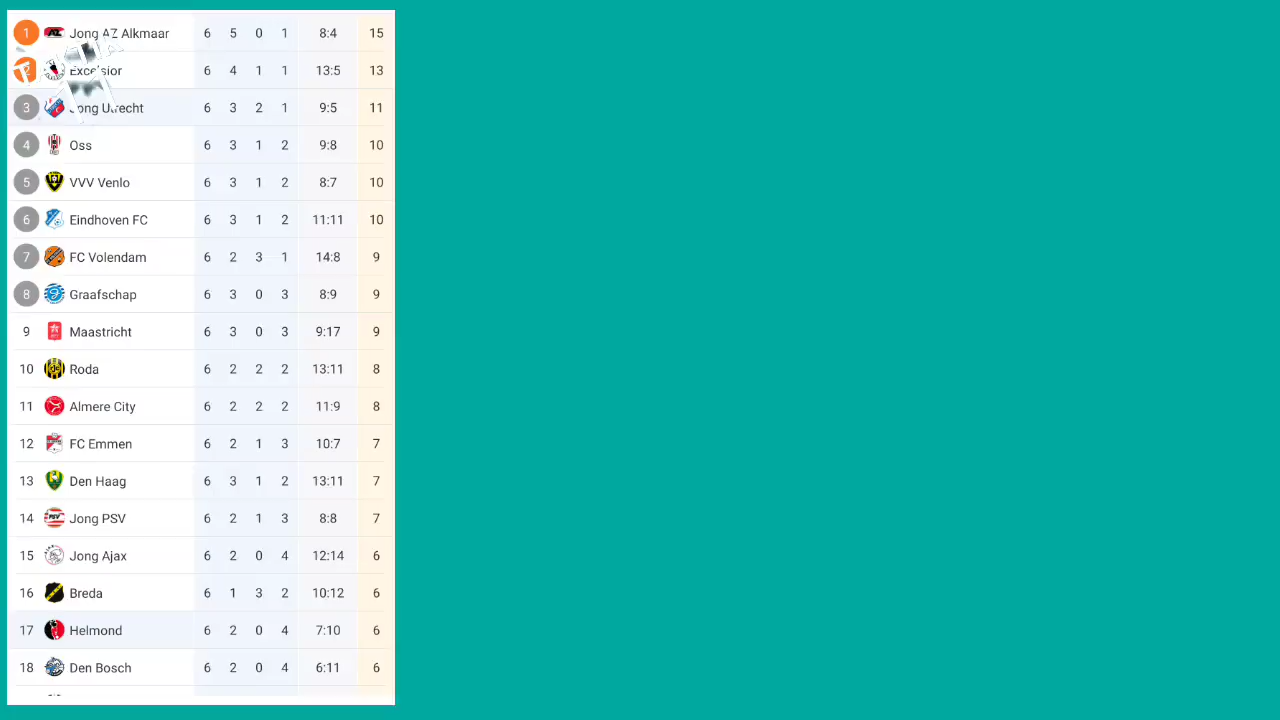 1 Jong AZ Alkmaar 6 5 0 1 8:4 15
Excelsior 6 4 1 1 13:5 13
3 Jong Utrecht 6 3 2 1 9:5 11
4 Oss 6 3 1 2 9:8 10
5 VVV Venlo 6 3 1 2 8:7 10
6 Eindhoven FC 6 3 1 2 11:11 10
7 FC Volendam 6 2 3 1 14:8 9
8 Graafschap 6 3 0 3 8:9 9
9 Maastricht 6 3 0 3 9:17 9
10 Roda 6 2 2 2 13:11 8
11 Almere City 6 2 2 2 11:9 8
12 FC Emmen 6 2 1 3 10:7 7
13 Den Haag 6 3 1 2 13:11 7
14 Jong PSV 6 2 1 3 8:8 7
15 Jong Ajax 6 2 0 4 12:14 6
16 Breda 6 1 3 2 10:12 6
17 Helmond 6 2 0 4 7:10 6
18 Den Bosch 6 2 0 4 6:11 6